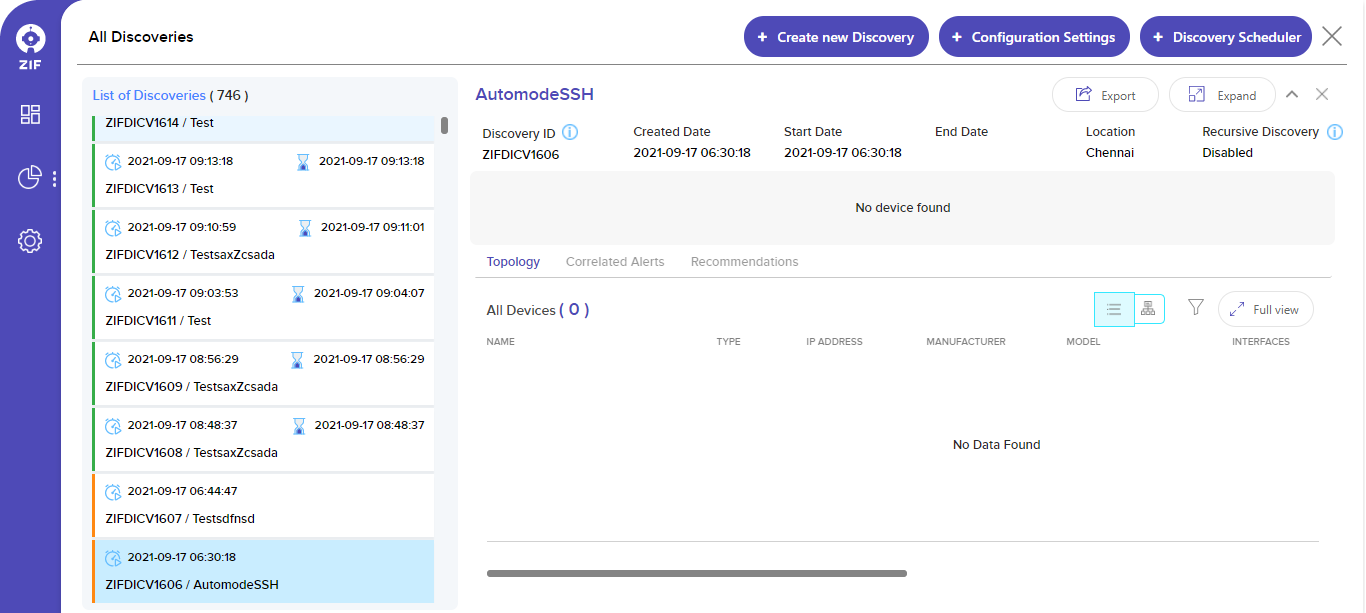 ZIF
All Discoveries
+ Create new Discovery
+ Configuration Settings
+ Discovery Scheduler
List of Discoveries ( 746 )
ZIFDICV1614 / Test
2021-09-17 09:13:18 2021-09-17 09:13:18
ZIFDICV1613 / Test
2021-09-17 09:10:59 2021-09-17 09:11:01
ZIFDICV1612 / TestsaxZcsada
2021-09-17 09:03:53 2021-09-17 09:04:07
ZIFDICV1611 / Test
2021-09-17 08:56:29 2021-09-17 08:56:29
ZIFDICV1609 / TestsaxZcsada
2021-09-17 08:48:37 2021-09-17 08:48:37
ZIFDICV1608 / TestsaxZcsada
2021-09-17 06:44:47
ZIFDICV1607 / Testsdfnsd
2021-09-17 06:30:18
ZIFDICV1606 / AutomodeSSH
AutomodeSSH
Export
Expand
Discovery ID Created Date Start Date End Date Location Recursive Discovery
ZIFDICV1606 2021-09-17 06:30:18 2021-09-17 06:30:18 Chennai Disabled
No device found
Topology Correlated Alerts Recommendations
All Devices ( 0 )
Full view
NAME TYPE IP ADDRESS MANUFACTURER MODEL INTERFACES
No Data Found